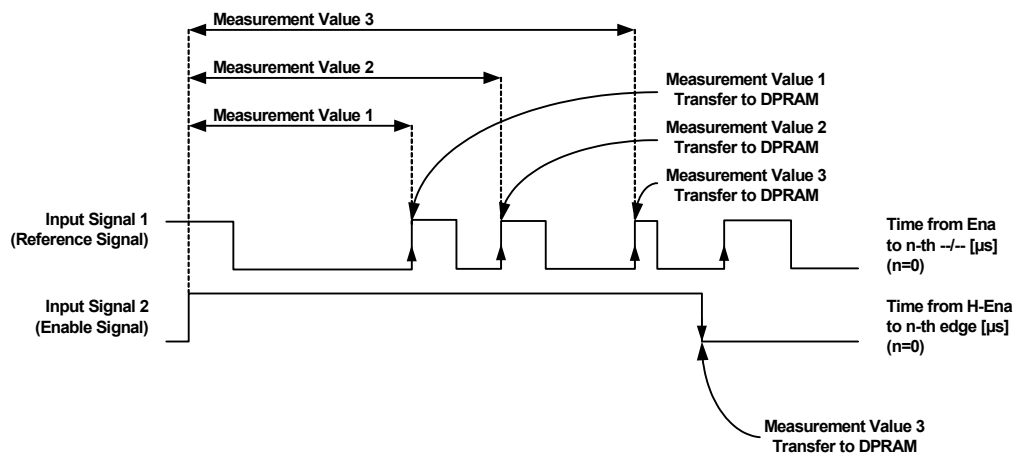 Measurement Value 3
Measurement Value 2
Measurement Value 1
Measurement Value 1
Transfer to DPRAM
Measurement Value 2
Transfer to DPRAM
Measurement Value 3
Transfer to DPRAM
Input Signal 1
(Reference Signal)
Time from Ena
to n-th --/-- [µs]
(n=0)
Input Signal 2
(Enable Signal)
Time from H-Ena
to n-th edge [µs]
(n=0)
Measurement Value 3
Transfer to DPRAM